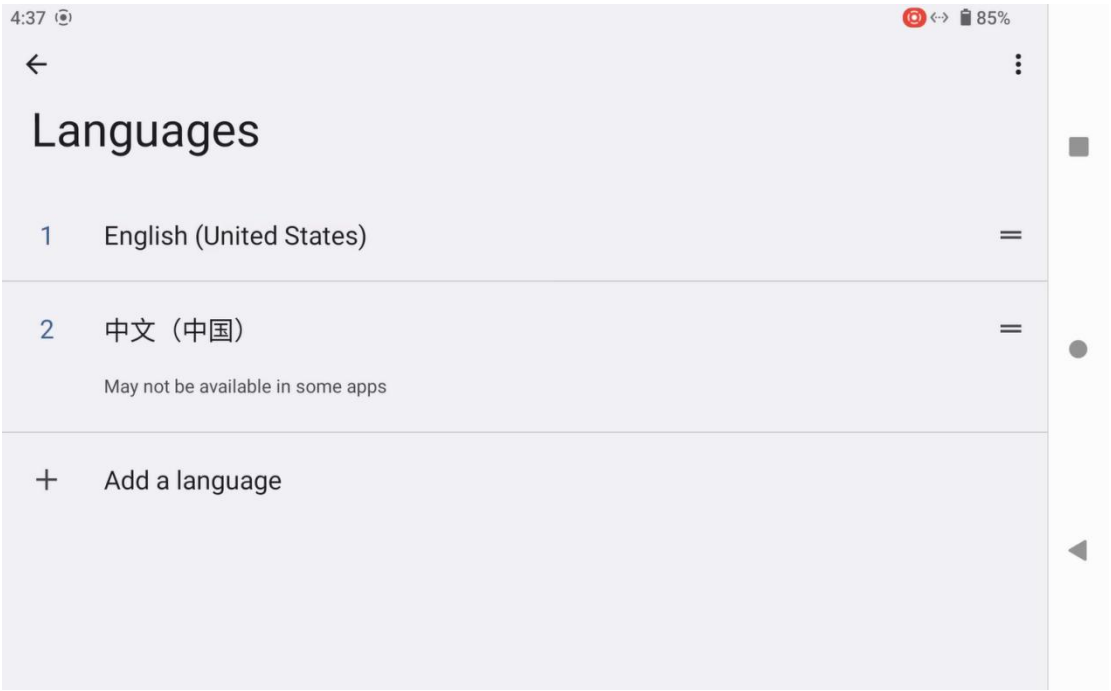 4:37
85%
Languages
1 English (United States)
2 中文（中国）
May not be available in some apps
Add a language